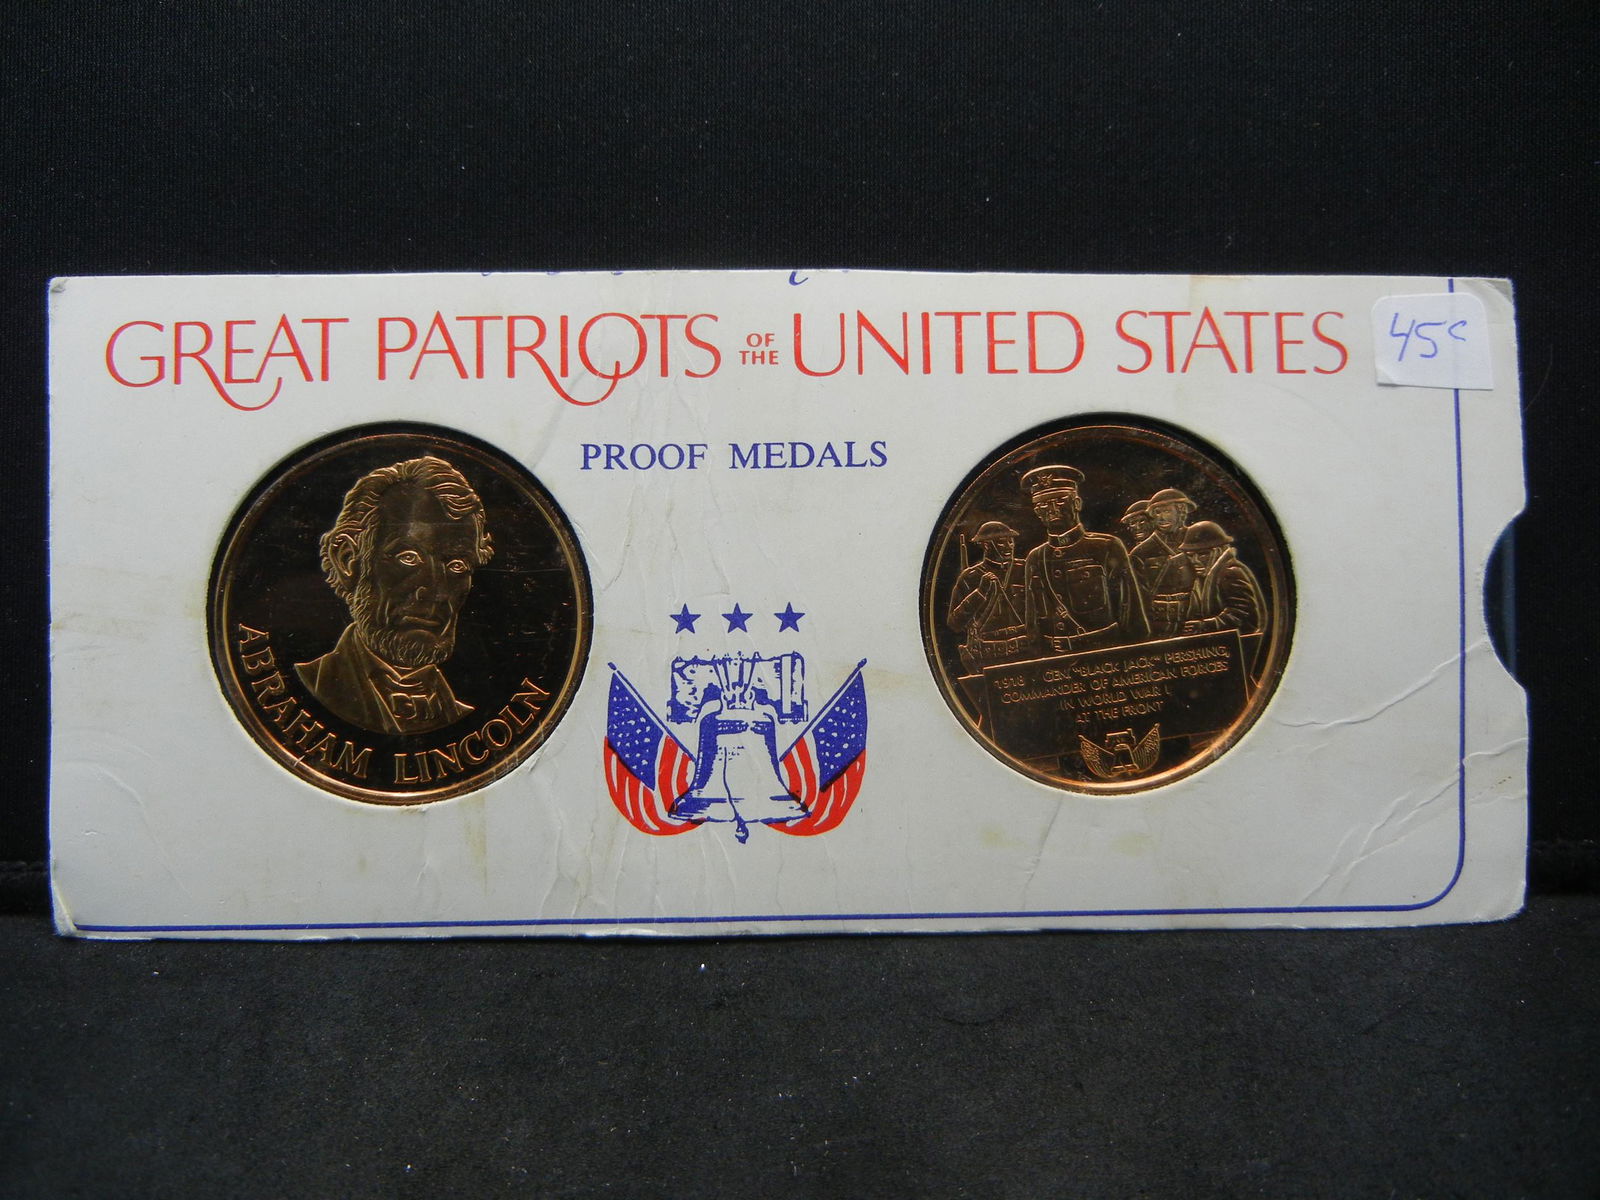 GREAT PATRIOTS OF THE UNITED STATES
45c
PROOF MEDALS
ABRAHAM LINCOLN
1918 · GEN. "BLACK JACK" PERSHING,
COMMANDER OF AMERICAN FORCES
IN WORLD WAR I,
AT THE FRONT